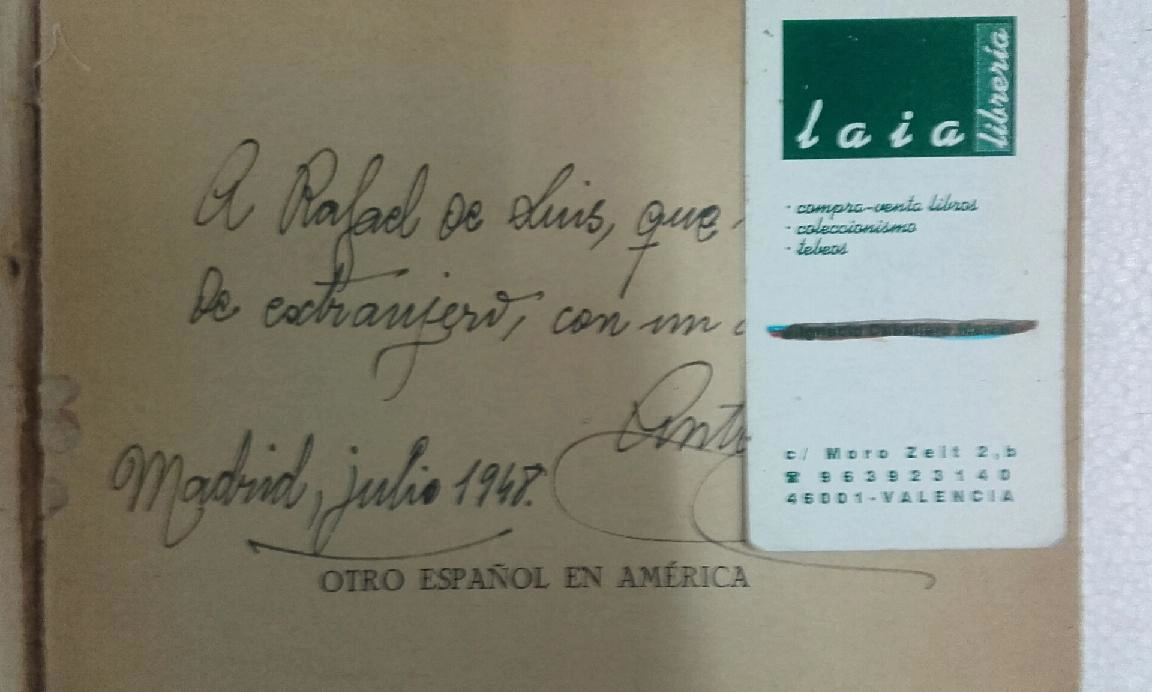 A Rafael de Luis, que
de extranjero, con un
Madrid, julio 1948.
OTRO ESPAÑOL EN AMÉRICA
laia
librería
· compra-venta libros
· coleccionismo
· tebeos
c/ Moro Zeit 2,b
☎ 963923140
46001-VALENCIA